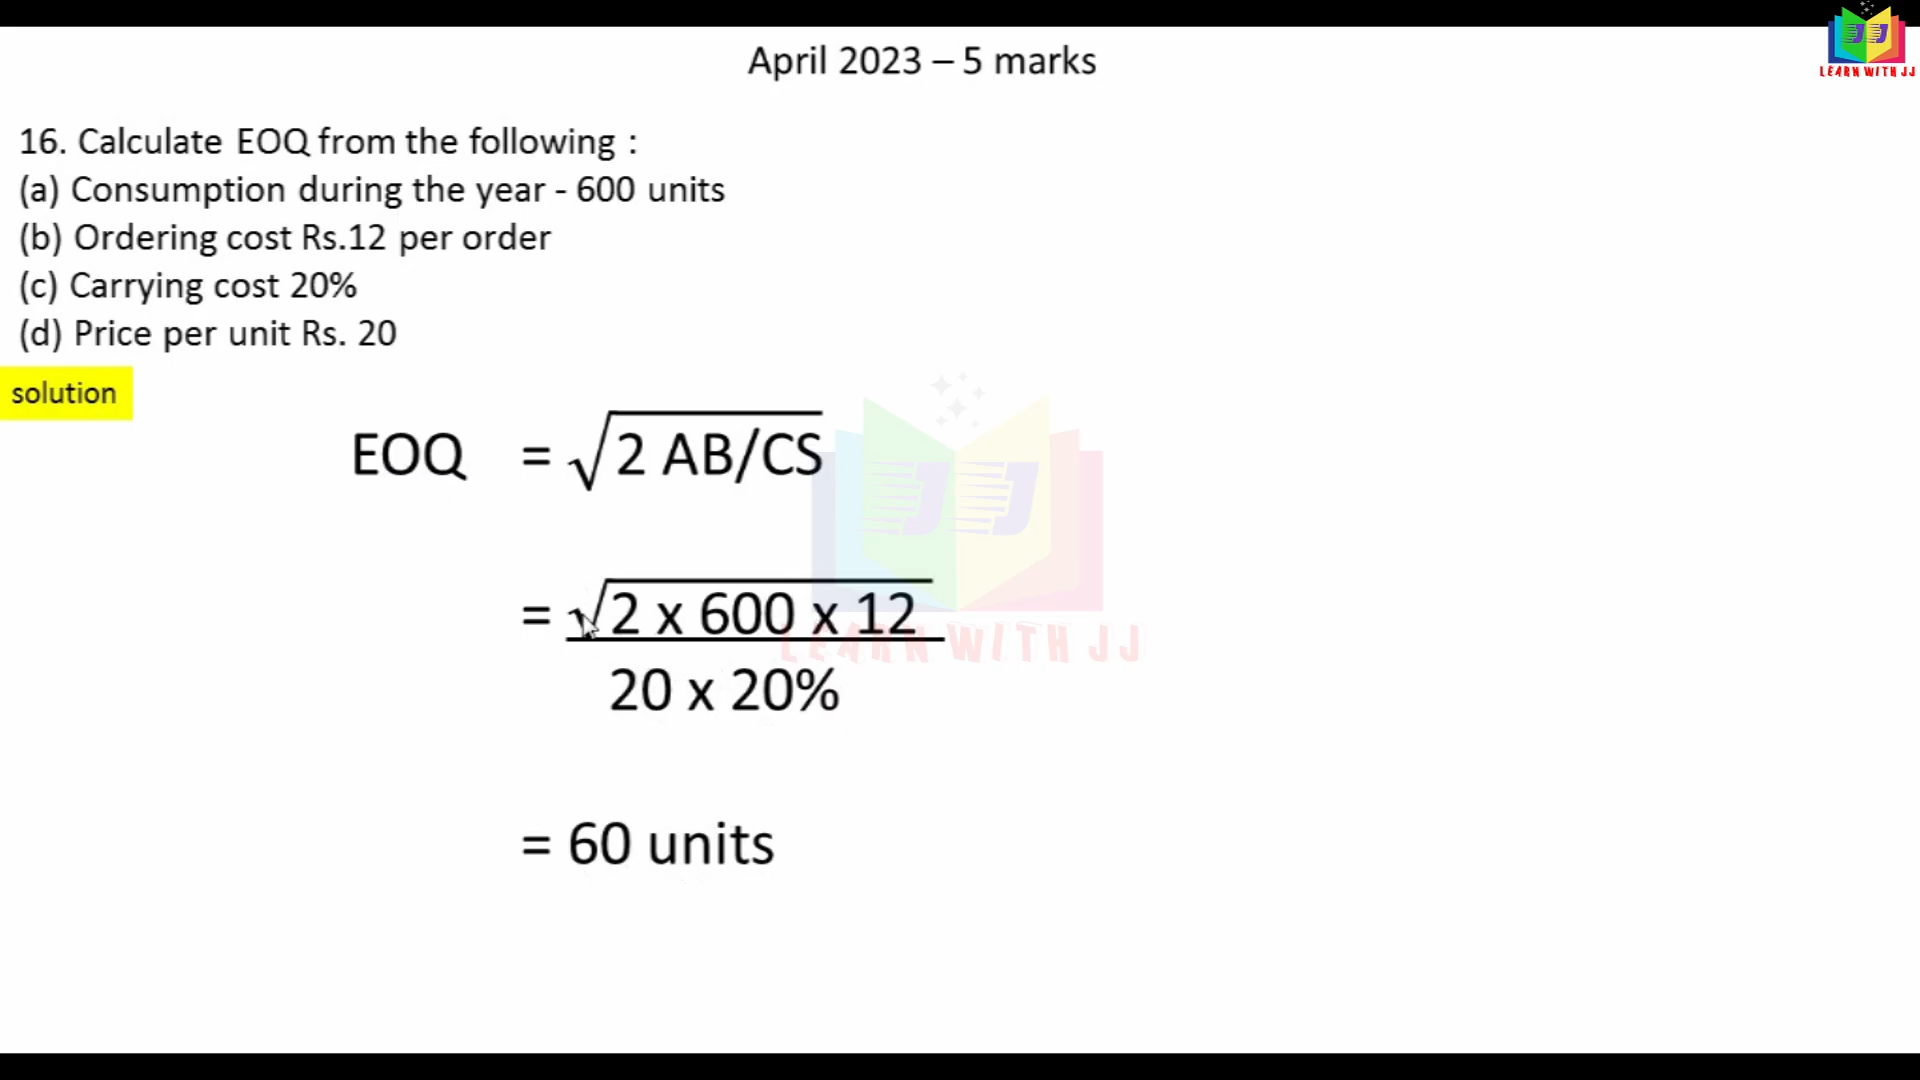 April 2023 – 5 marks
LEARN WITH JJ
16. Calculate EOQ from the following :
(a) Consumption during the year - 600 units
(b) Ordering cost Rs.12 per order
(c) Carrying cost 20%
(d) Price per unit Rs. 20
solution
EOQ = √2 AB/CS
= √2 x 600 x 12
20 x 20%
= 60 units
JJ
LEARN WITH JJ